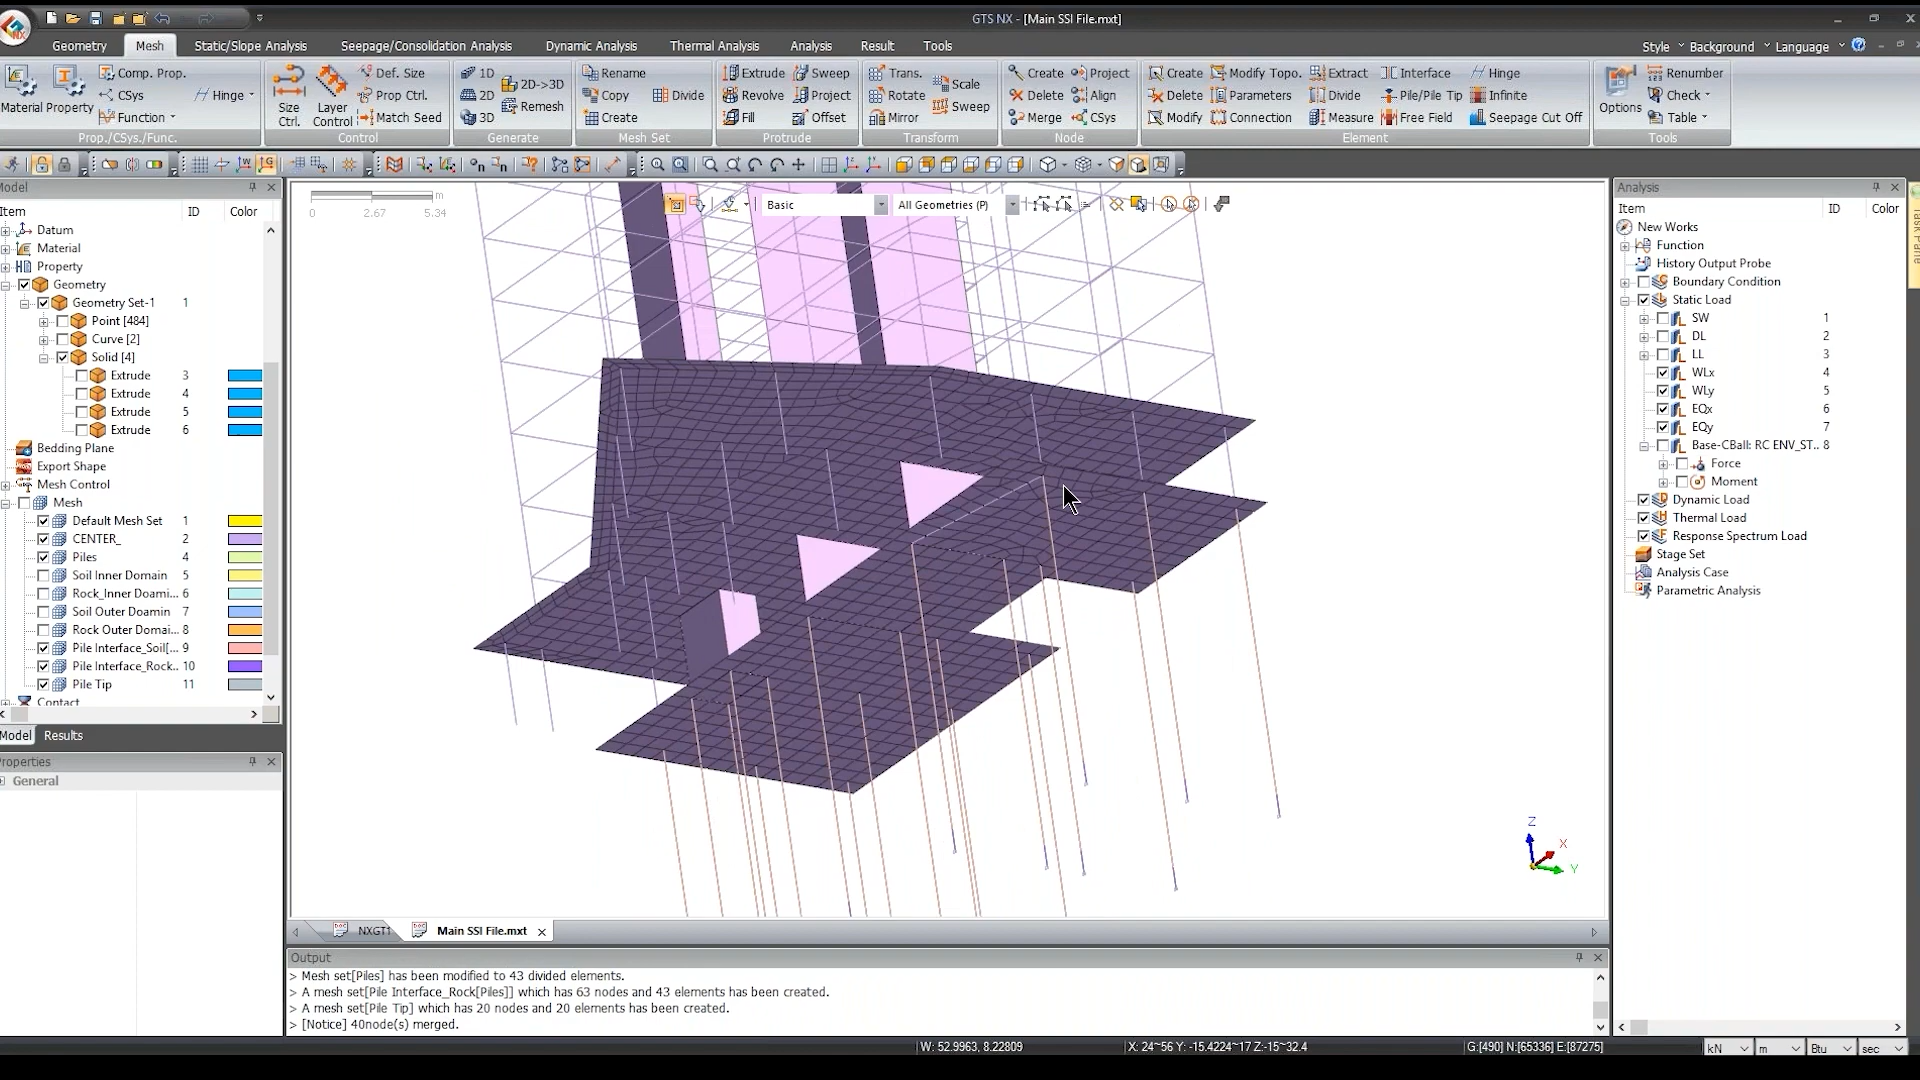 GTS NX - [Main SSI File.mxt]
Geometry Mesh Static/Slope Analysis Seepage/Consolidation Analysis Dynamic Analysis Thermal Analysis Analysis Result Tools
Style Background Language
Material Property Comp. Prop. CSys Function Hinge
Prop./CSys./Func.
Size Ctrl. Layer Control Def. Size Prop Ctrl. Match Seed
Control
1D 2D 3D 2D->3D Remesh
Generate
Rename Copy Create Divide
Mesh Set
Extrude Revolve Fill Sweep Project Offset
Protrude
Trans. Rotate Mirror Scale Sweep
Transform
Create Delete Merge Project Align CSys
Node
Create Delete Modify Modify Topo. Parameters Connection Extract Divide Measure Interface Pile/Pile Tip Free Field Hinge Infinite Seepage Cut Off
Element
Options Renumber Check Table
Tools
Model
Item ID Color
Datum
Material
Property
Geometry
Geometry Set-1 1
Point [484]
Curve [2]
Solid [4]
Extrude 3
Extrude 4
Extrude 5
Extrude 6
Bedding Plane
Export Shape
Mesh Control
Mesh
Default Mesh Set 1
CENTER_ 2
Piles 4
Soil Inner Domain 5
Rock_Inner Doami... 6
Soil Outer Doamin 7
Rock Outer Domai... 8
Pile Interface_Soil[... 9
Pile Interface_Rock.. 10
Pile Tip 11
Contact
Model Results
roperties
General
0 2.67 5.34
m
Basic All Geometries (P)
Z
X
Y
NXGT1 Main SSI File.mxt
Output
> Mesh set[Piles] has been modified to 43 divided elements.
> A mesh set[Pile Interface_Rock[Piles]] which has 63 nodes and 43 elements has been created.
> A mesh set[Pile Tip] which has 20 nodes and 20 elements has been created.
> [Notice] 40node(s) merged.
Analysis
Item ID Color
New Works
Function
History Output Probe
Boundary Condition
Static Load
SW 1
DL 2
LL 3
WLx 4
WLy 5
EQx 6
EQy 7
Base-CBall: RC ENV_ST.. 8
Force
Moment
Dynamic Load
Thermal Load
Response Spectrum Load
Stage Set
Analysis Case
Parametric Analysis
W: 52.9963, 8.22809 X: 24~56 Y: -15.4224~17 Z:-15~32.4 G:[490] N:[65336] E:[87275] kN m Btu sec